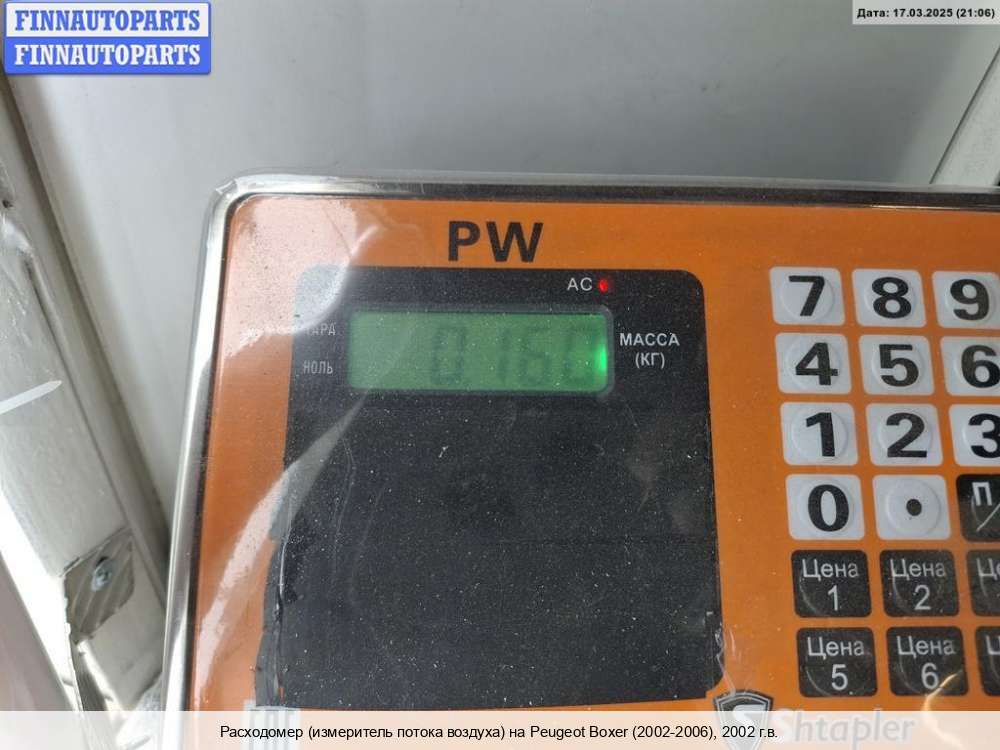 FINNAUTOPARTS
FINNAUTOPARTS
Дата: 17.03.2025 (21:06)
PW
AC
ТАРА
НОЛЬ
0.160
МАССА
(КГ)
7 8 9
4 5 6
1 2 3
0 .
П/
Цена Цена
1 2
Цена Цена
5 6
Shtapler
Расходомер (измеритель потока воздуха) на Peugeot Boxer (2002-2006), 2002 г.в.